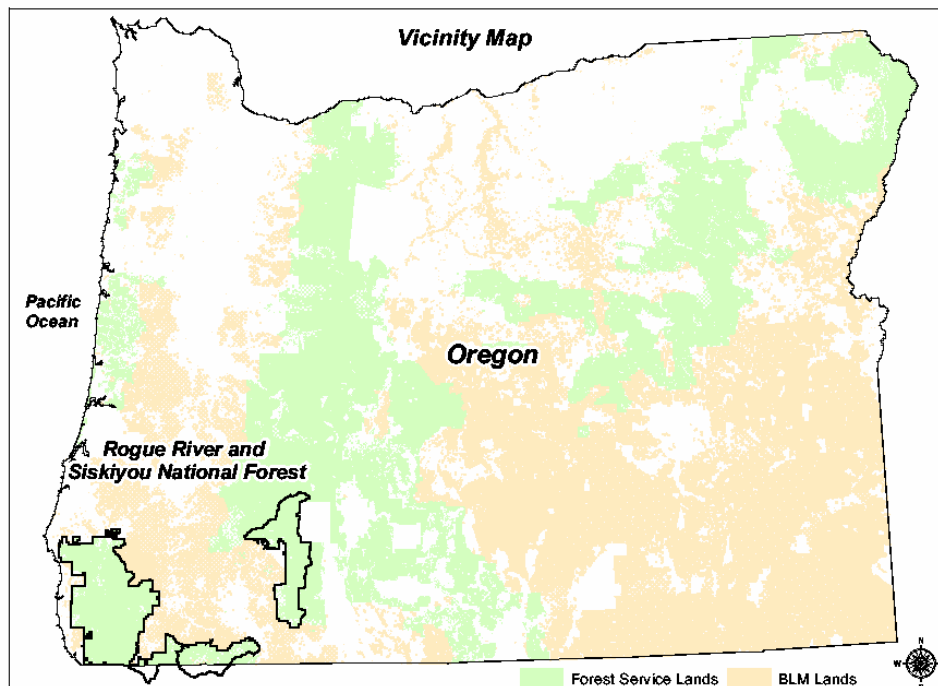 Vicinity Map
Pacific
Ocean
Oregon
Rogue River and
Siskiyou National Forest
N
W
Forest Service Lands
BLM Lands